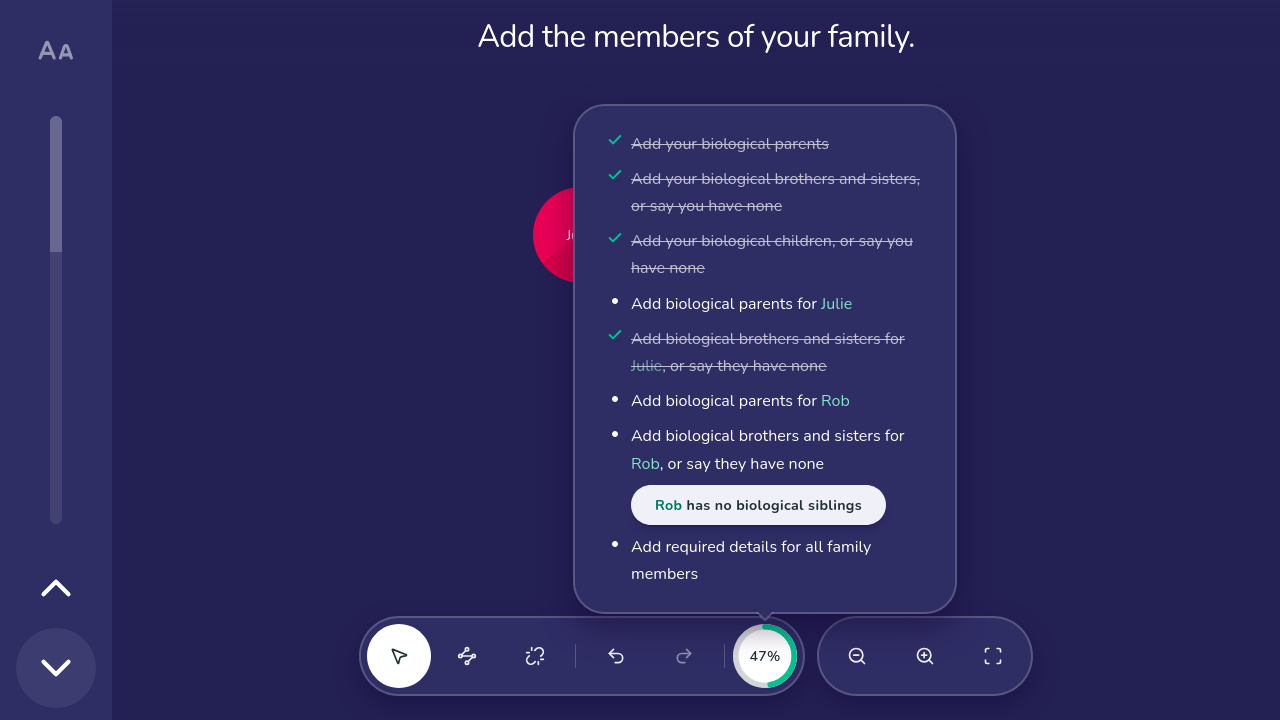 AA
Add the members of your family.
Add your biological parents
Add your biological brothers and sisters,
or say you have none
Add your biological children, or say you
have none
Add biological parents for Julie
Add biological brothers and sisters for
Julie, or say they have none
Add biological parents for Rob
Add biological brothers and sisters for
Rob, or say they have none
Rob has no biological siblings
Add required details for all family
members
47%